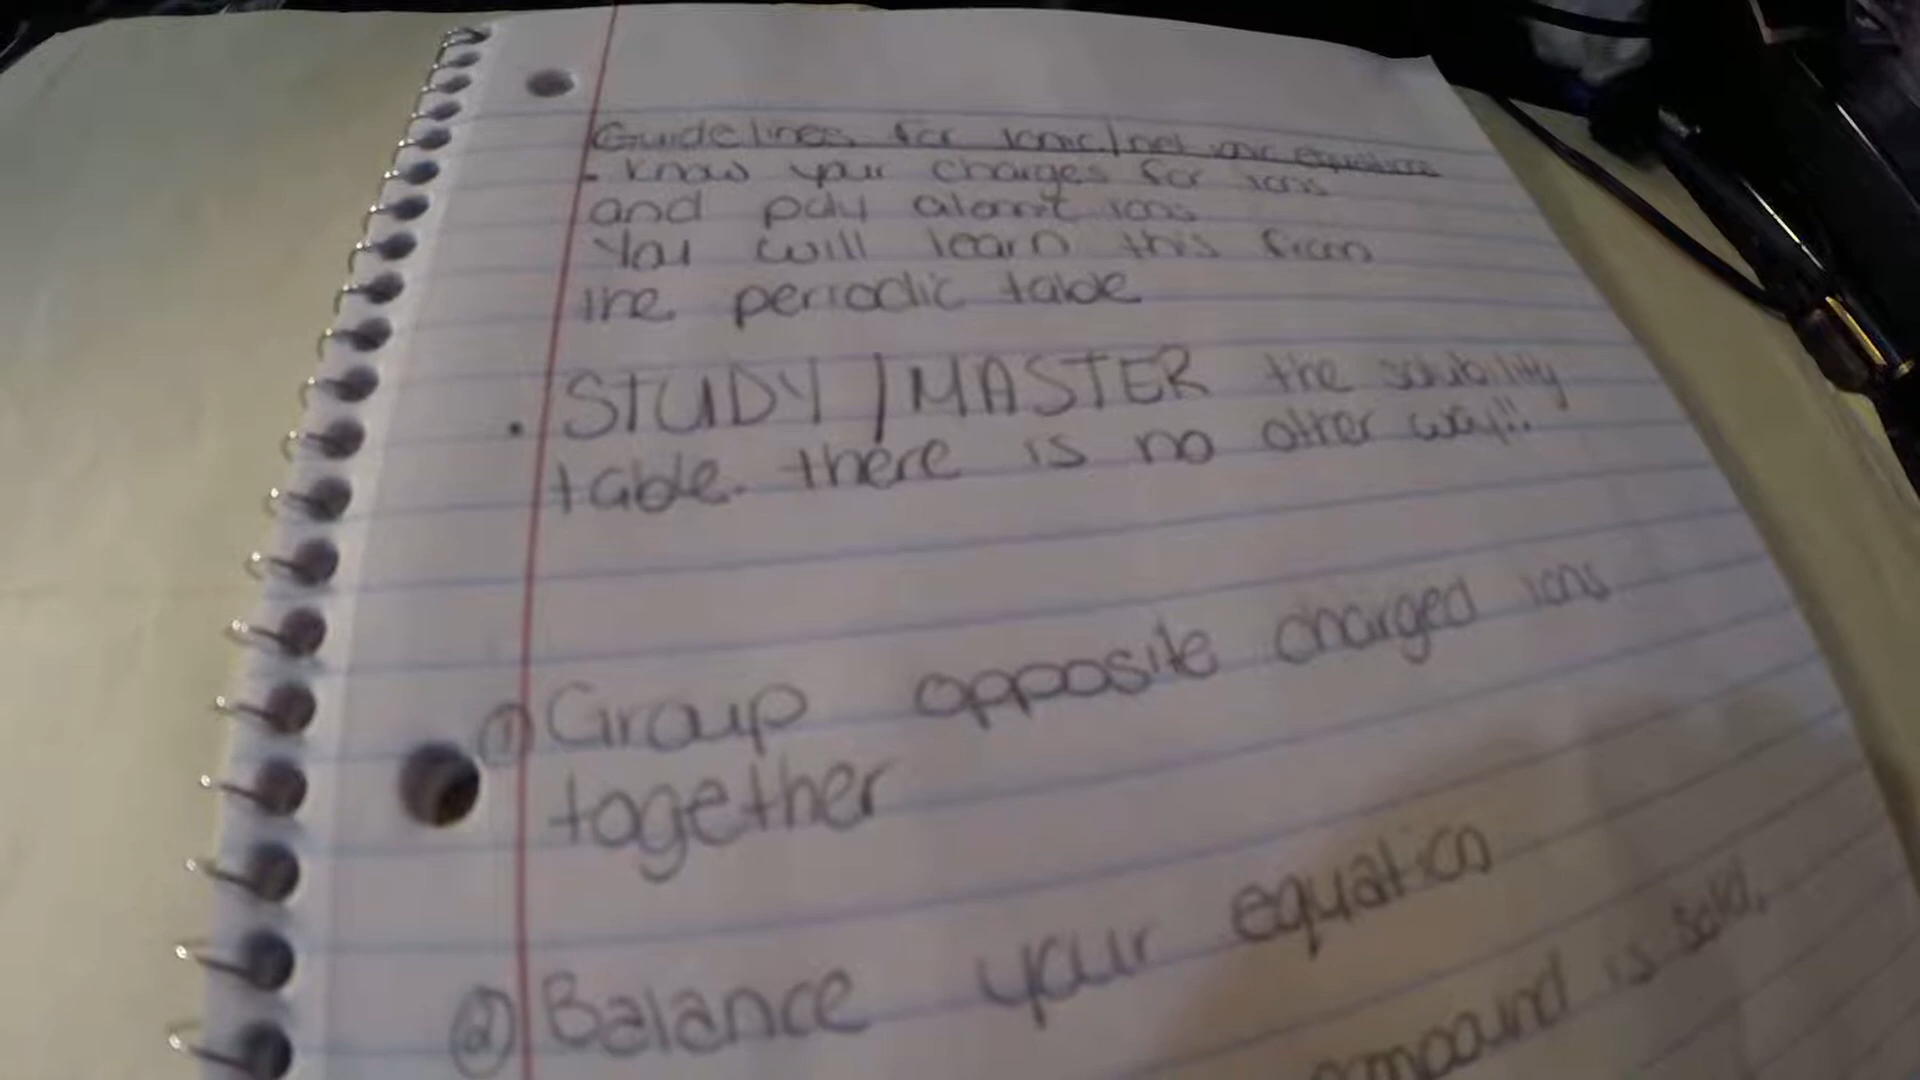 Guidelines for ionic/net ionic equations
- Know your charges for ions
and poly atomic ions
You will learn this from
the periodic table
. STUDY / MASTER the solubility
table. there is no other way!!
① Group opposite charged ions
together
② Balance your equation
compound is solid,